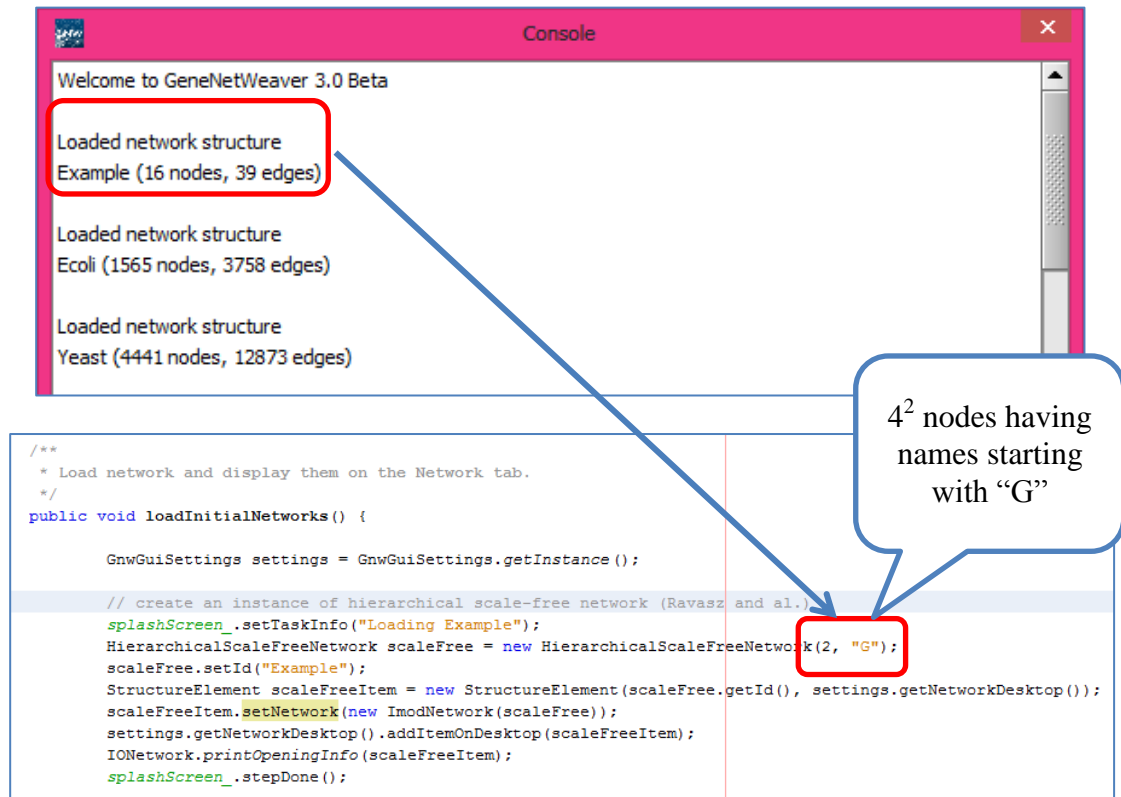 Console
Welcome to GeneNetWeaver 3.0 Beta
Loaded network structure
Example (16 nodes, 39 edges)
Loaded network structure
Ecoli (1565 nodes, 3758 edges)
Loaded network structure
Yeast (4441 nodes, 12873 edges)
4² nodes having
names starting
with “G”
/**
* Load network and display them on the Network tab.
*/
public void loadInitialNetworks() {
GnwGuiSettings settings = GnwGuiSettings.getInstance();
// create an instance of hierarchical scale-free network (Ravasz and al.)
splashScreen_.setTaskInfo("Loading Example");
HierarchicalScaleFreeNetwork scaleFree = new HierarchicalScaleFreeNetwork(2, "G");
scaleFree.setId("Example");
StructureElement scaleFreeItem = new StructureElement(scaleFree.getId(), settings.getNetworkDesktop());
scaleFreeItem.setNetwork(new ImodNetwork(scaleFree));
settings.getNetworkDesktop().addItemOnDesktop(scaleFreeItem);
IONetwork.printOpeningInfo(scaleFreeItem);
splashScreen_.stepDone();